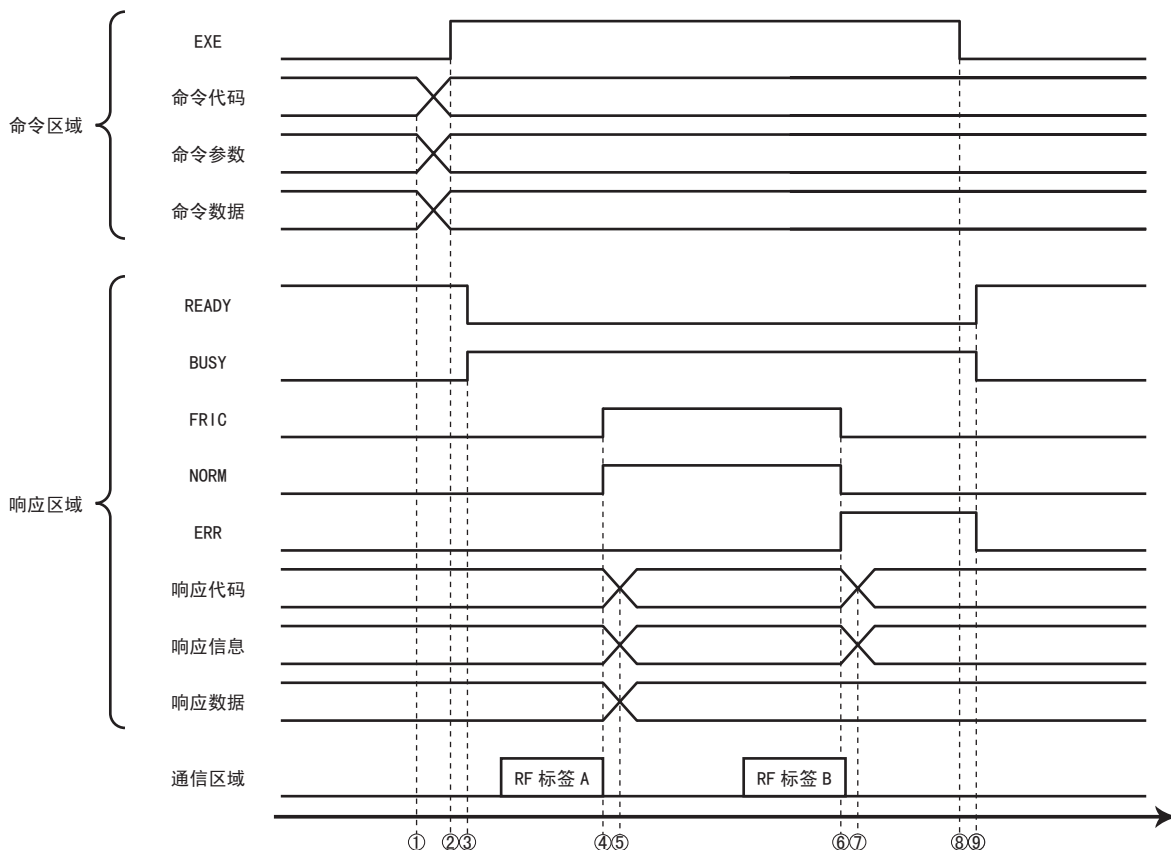 EXE
命令代码
命令区域
命令参数
命令数据
READY
BUSY
FRIC
NORM
响应区域
ERR
响应代码
响应信息
响应数据
通信区域
RF 标签 A
RF 标签 B
① ②③ ④⑤ ⑥⑦ ⑧⑨